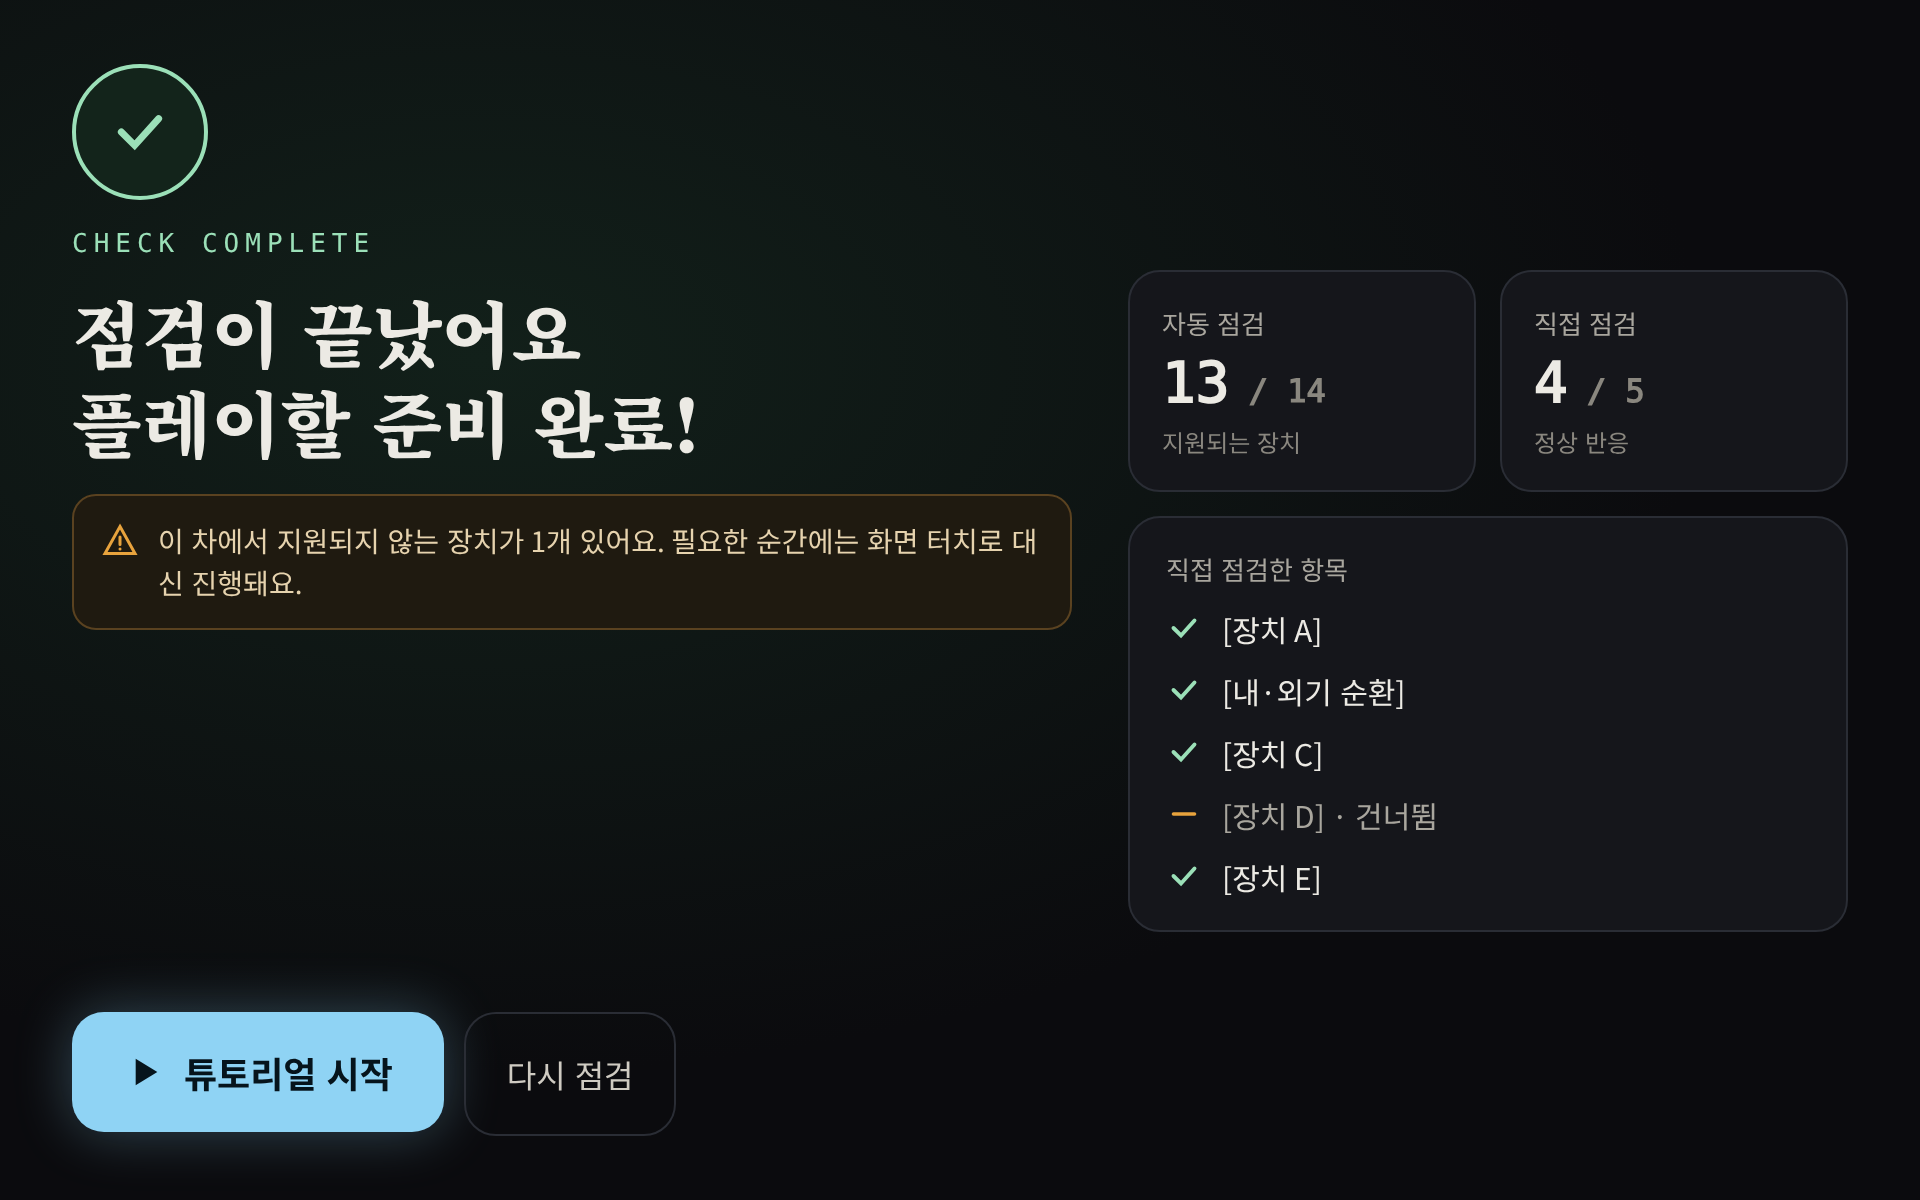 CHECK COMPLETE
점검이 끝났어요
플레이할 준비 완료!
이 차에서 지원되지 않는 장치가 1개 있어요. 필요한 순간에는 화면 터치로 대
신 진행돼요.
자동 점검
13 / 14
지원되는 장치
직접 점검
4 / 5
정상 반응
직접 점검한 항목
[장치 A]
[내·외기 순환]
[장치 C]
[장치 D] · 건너뜀
[장치 E]
튜토리얼 시작
다시 점검